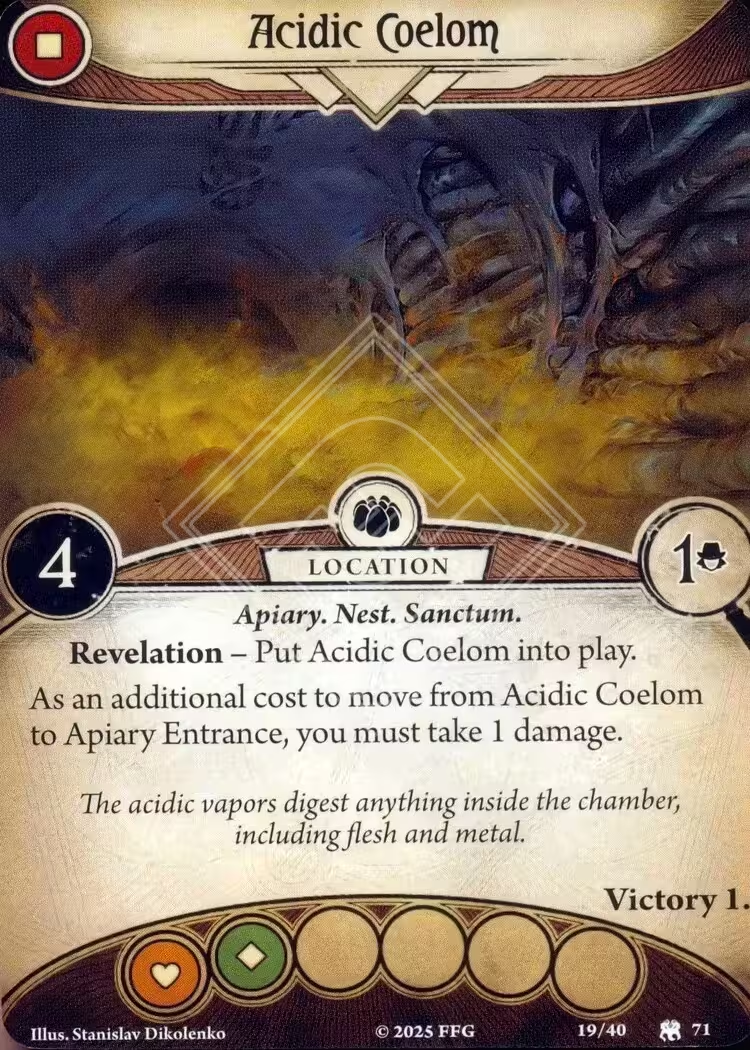 Acidic Coelom
4
LOCATION
1
Apiary. Nest. Sanctum.
Revelation – Put Acidic Coelom into play.
As an additional cost to move from Acidic Coelom
to Apiary Entrance, you must take 1 damage.
The acidic vapors digest anything inside the chamber,
including flesh and metal.
Victory 1.
Illus. Stanislav Dikolenko
© 2025 FFG
19/40
71